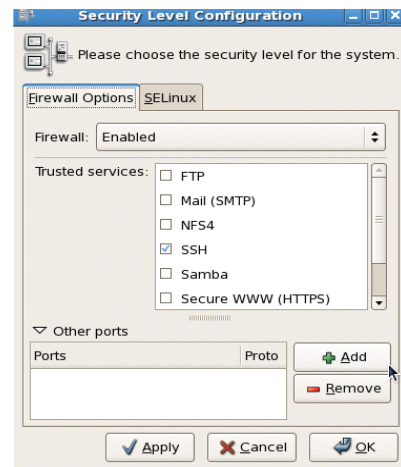 Security Level Configuration
Please choose the security level for the system.
Firewall Options SELinux
Firewall: Enabled
Trusted services:
FTP
Mail (SMTP)
NFS4
SSH
Samba
Secure WWW (HTTPS)
Other ports
Ports Proto
Add
Remove
Apply Cancel OK